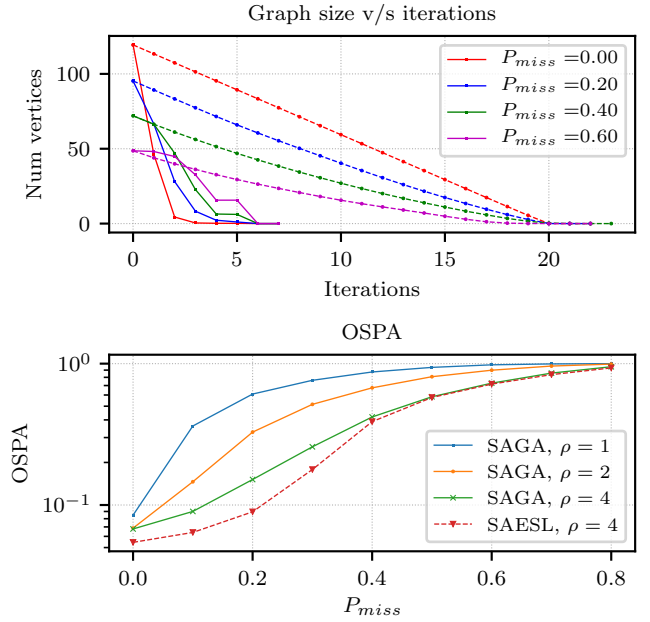 Graph size v/s iterations
Num vertices
100
50
0
P_miss =0.00
P_miss =0.20
P_miss =0.40
P_miss =0.60
0 5 10 15 20
Iterations
OSPA
OSPA
10^0
10^-1
SAGA, ρ = 1
SAGA, ρ = 2
SAGA, ρ = 4
SAESL, ρ = 4
0.0 0.2 0.4 0.6 0.8
P_miss